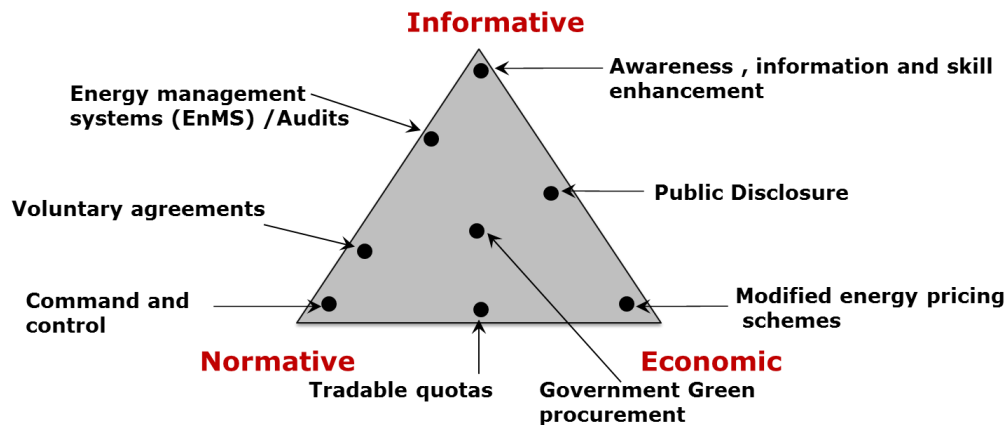 Informative
Awareness , information and skill
enhancement
Energy management
systems (EnMS) /Audits
Public Disclosure
Voluntary agreements
Command and
control
Modified energy pricing
schemes
Normative
Economic
Tradable quotas
Government Green
procurement